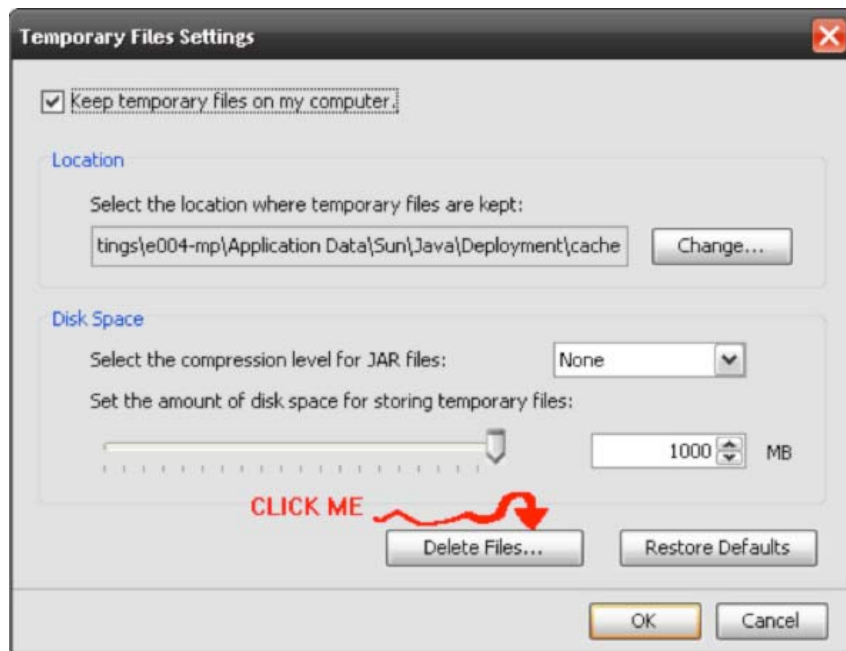 Temporary Files Settings
Keep temporary files on my computer.
Location
Select the location where temporary files are kept:
tings\e004-mp\Application Data\Sun\Java\Deployment\cache
Change...
Disk Space
Select the compression level for JAR files:
None
Set the amount of disk space for storing temporary files:
1000
MB
CLICK ME
Delete Files...
Restore Defaults
OK
Cancel